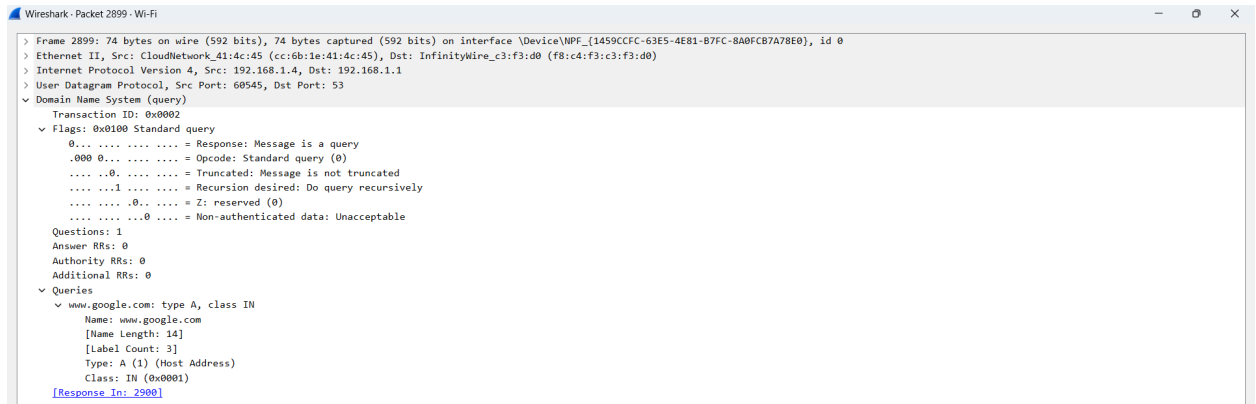 Wireshark · Packet 2899 · Wi-Fi
Frame 2899: 74 bytes on wire (592 bits), 74 bytes captured (592 bits) on interface \Device\NPF_{1459CCFC-63E5-4E81-B7FC-8A0FCB7A78E0}, id 0
Ethernet II, Src: CloudNetwork_41:4c:45 (cc:6b:1e:41:4c:45), Dst: InfinityWire_c3:f3:d0 (f8:c4:f3:c3:f3:d0)
Internet Protocol Version 4, Src: 192.168.1.4, Dst: 192.168.1.1
User Datagram Protocol, Src Port: 60545, Dst Port: 53
Domain Name System (query)
Transaction ID: 0x0002
Flags: 0x0100 Standard query
0... .... .... .... = Response: Message is a query
.000 0... .... .... = Opcode: Standard query (0)
.... ..0. .... .... = Truncated: Message is not truncated
.... ...1 .... .... = Recursion desired: Do query recursively
.... .... .0.. .... = Z: reserved (0)
.... .... ...0 .... = Non-authenticated data: Unacceptable
Questions: 1
Answer RRs: 0
Authority RRs: 0
Additional RRs: 0
Queries
www.google.com: type A, class IN
Name: www.google.com
[Name Length: 14]
[Label Count: 3]
Type: A (1) (Host Address)
Class: IN (0x0001)
[Response In: 2900]